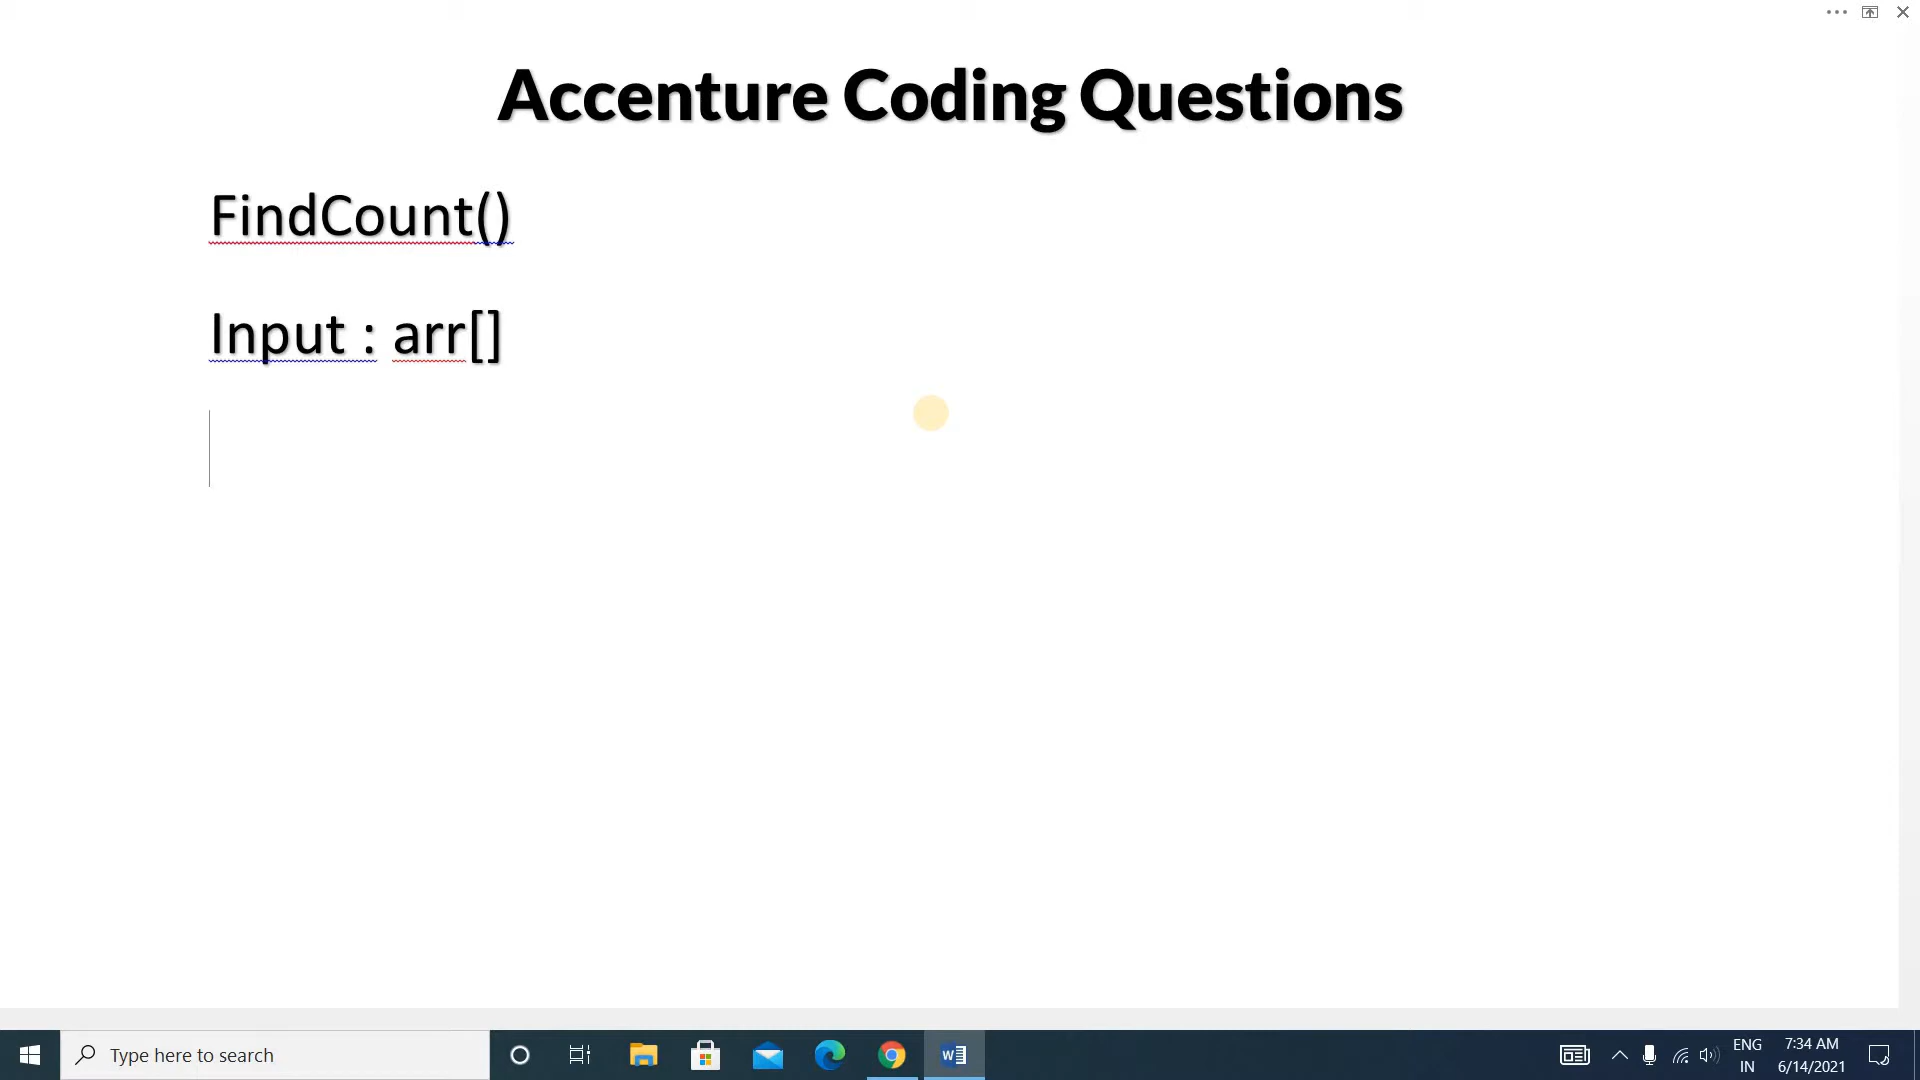 Accenture Coding Questions
FindCount()
Input : arr[]
Type here to search
W
ENG
IN
7:34 AM
6/14/2021